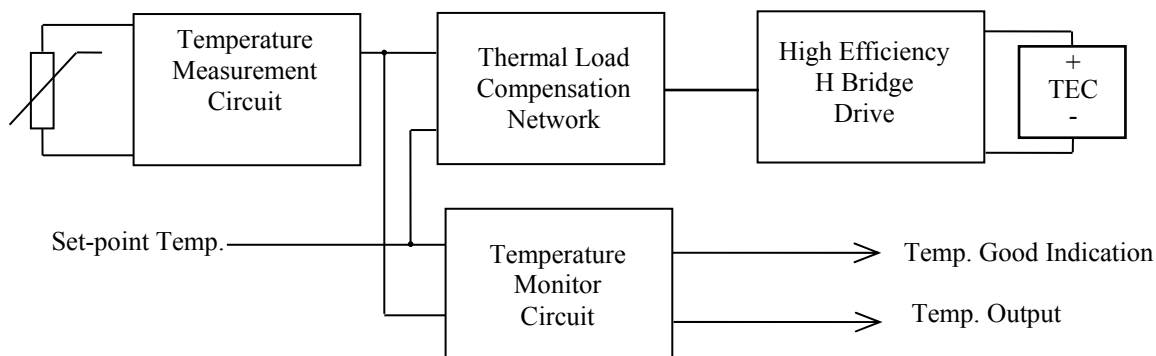 Temperature
Measurement
Circuit
Thermal Load
Compensation
Network
High Efficiency
H Bridge
Drive
+
TEC
-
Set-point Temp.
Temperature
Monitor
Circuit
Temp. Good Indication
Temp. Output